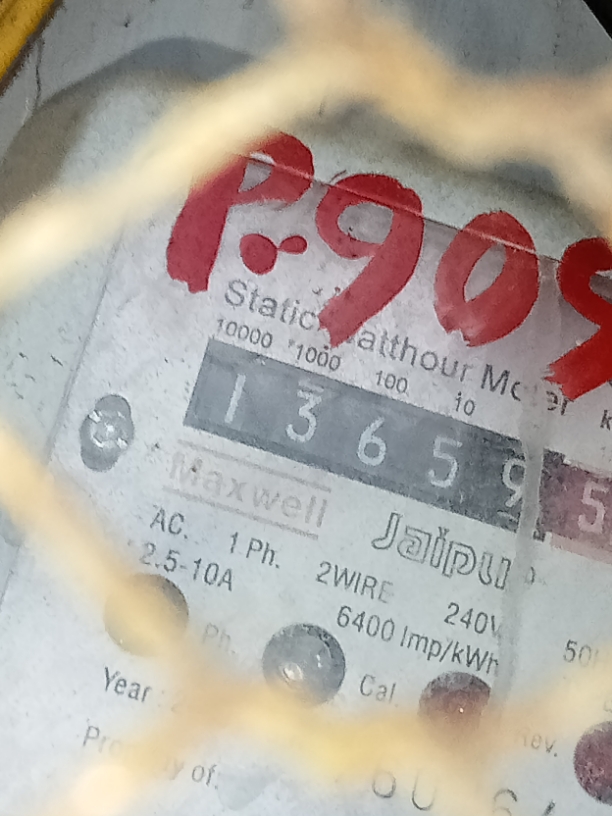 P.909
Static Watthour Meter
10000 1000 100 10
1 3 6 5 9 5
Maxwell
Jaipu
AC. 1 Ph. 2WIRE 240V
2.5-10A 6400 Imp/kWh
Ph. Cal.
Year